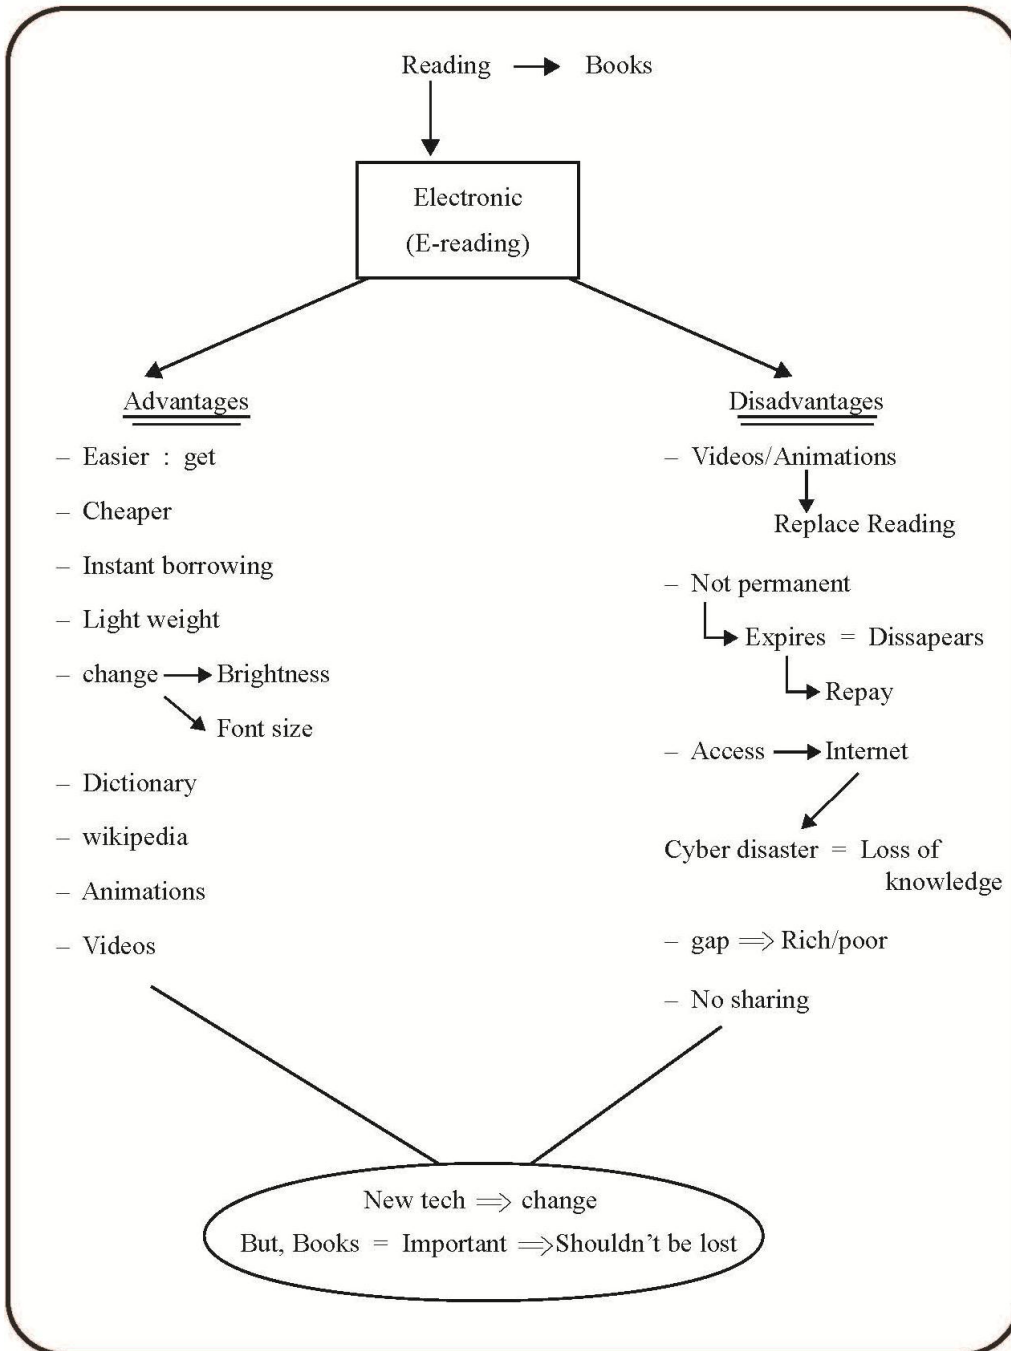 Reading → Books
Electronic
(E-reading)
Advantages
– Easier : get
– Cheaper
– Instant borrowing
– Light weight
– change → Brightness
Font size
– Dictionary
– wikipedia
– Animations
– Videos
Disadvantages
– Videos/Animations
Replace Reading
– Not permanent
Expires = Dissapears
Repay
– Access → Internet
Cyber disaster = Loss of
knowledge
– gap ⇒ Rich/poor
– No sharing
New tech ⇒ change
But, Books = Important ⇒ Shouldn't be lost